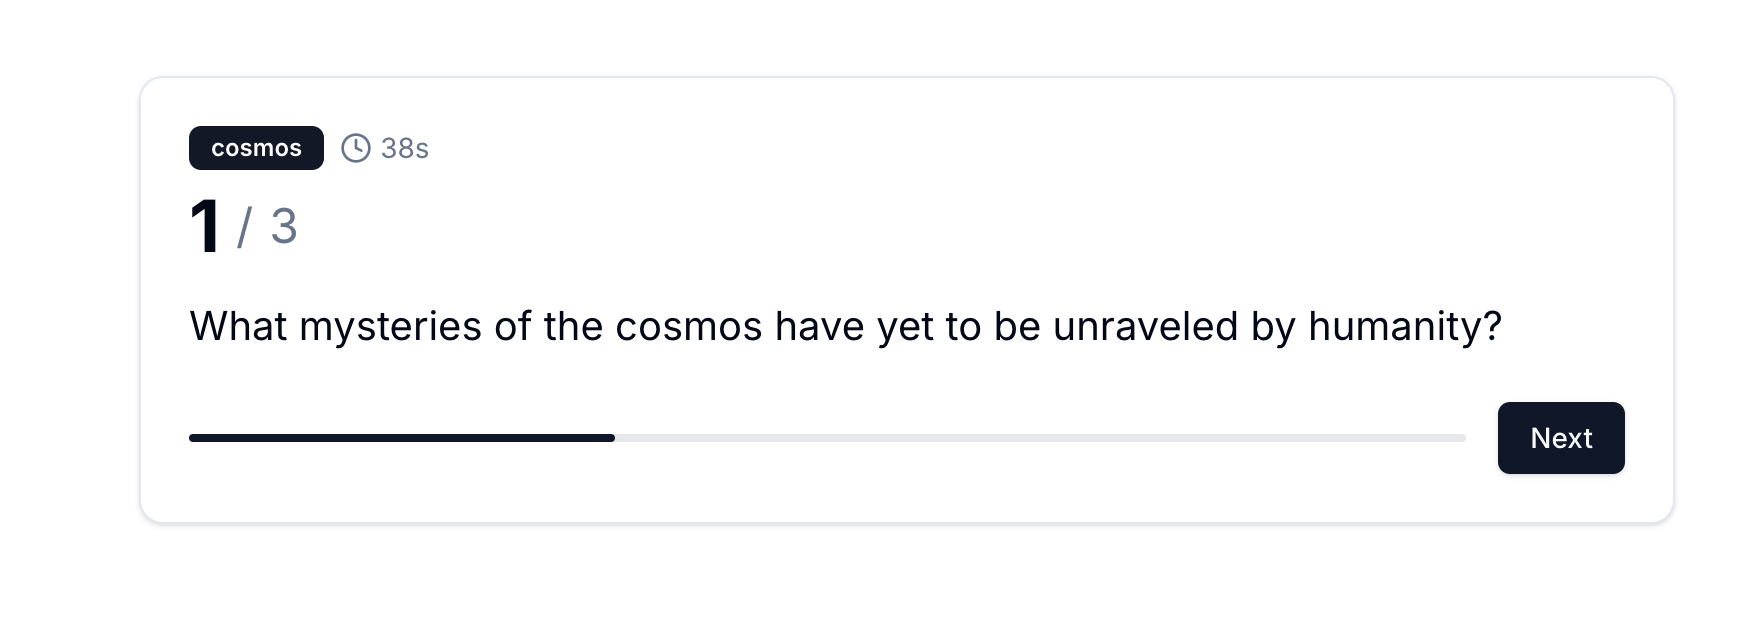 cosmos 38s
1 / 3
What mysteries of the cosmos have yet to be unraveled by humanity?
Next